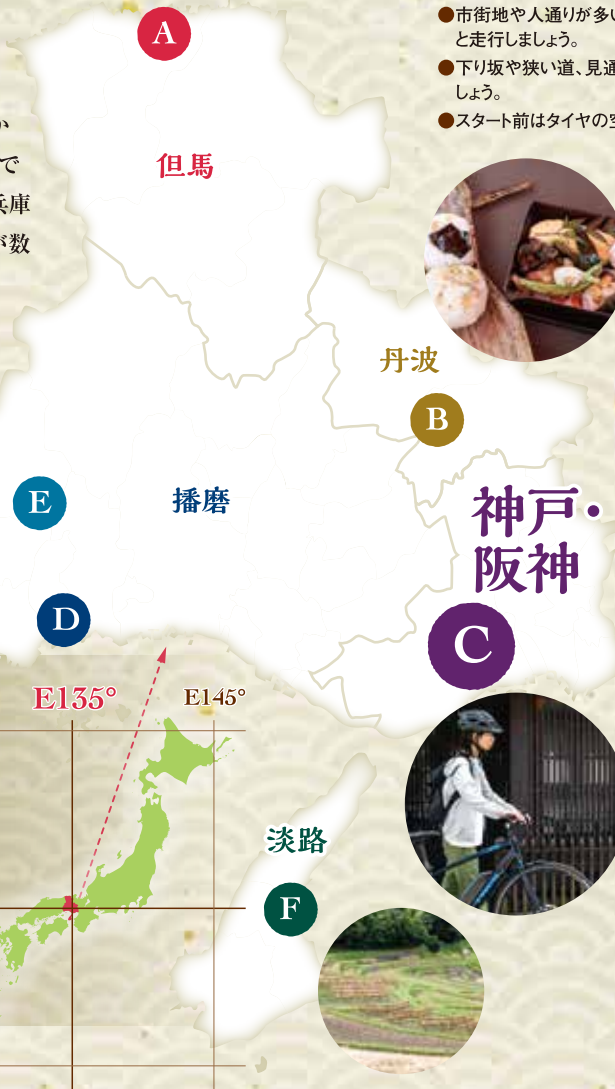 ●市街地や人通りが多い
と走行しましょう。
●下り坂や狭い道、見通
しょう。
●スタート前はタイヤの空
か
で
兵庫
が数
A
但馬
丹波
B
E
播磨
神戸・
阪神
D
C
E135°
E145°
淡路
F